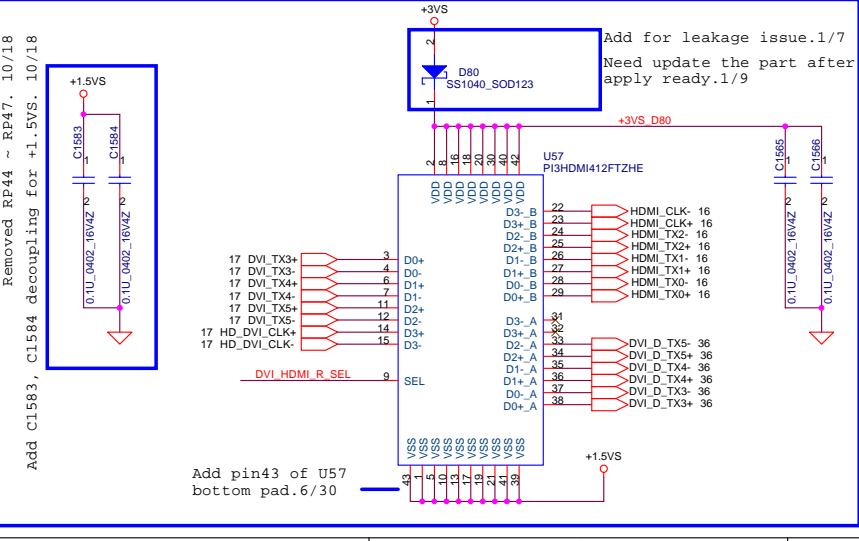 Removed RP44 ~ RP47. 10/18
Add C1583, C1584 decoupling for +1.5VS. 10/18
+1.5VS
C1583
1
2
0.1U_0402_16V4Z
C1584
1
2
0.1U_0402_16V4Z
+3VS
2
D80
SS1040_SOD123
1
Add for leakage issue.1/7
Need update the part after
apply ready.1/9
+3VS_D80
C1565
1
2
0.1U_0402_16V4Z
C1566
1
2
0.1U_0402_16V4Z
U57
PI3HDMI412FTZHE
2 8 16 18 20 30 40 42
VDD VDD VDD VDD VDD VDD VDD VDD
17 DVI_TX3+ 3 D0+
17 DVI_TX3- 4 D0-
17 DVI_TX4+ 6 D1+
17 DVI_TX4- 7 D1-
17 DVI_TX5+ 11 D2+
17 DVI_TX5- 12 D2-
17 HD_DVI_CLK+ 14 D3+
17 HD_DVI_CLK- 15 D3-
DVI_HDMI_R_SEL 9 SEL
D3-_B 22 HDMI_CLK- 16
D3+_B 23 HDMI_CLK+ 16
D2-_B 24 HDMI_TX2- 16
D2+_B 25 HDMI_TX2+ 16
D1-_B 26 HDMI_TX1- 16
D1+_B 27 HDMI_TX1+ 16
D0-_B 28 HDMI_TX0- 16
D0+_B 29 HDMI_TX0+ 16
D3-_A 31
D3+_A 32
D2-_A 33 DVI_D_TX5- 36
D2+_A 34 DVI_D_TX5+ 36
D1-_A 35 DVI_D_TX4- 36
D1+_A 36 DVI_D_TX4+ 36
D0-_A 37 DVI_D_TX3- 36
D0+_A 38 DVI_D_TX3+ 36
VSS VSS VSS VSS VSS VSS VSS VSS VSS VSS
43 1 5 10 13 17 19 21 41 39
+1.5VS
Add pin43 of U57
bottom pad.6/30